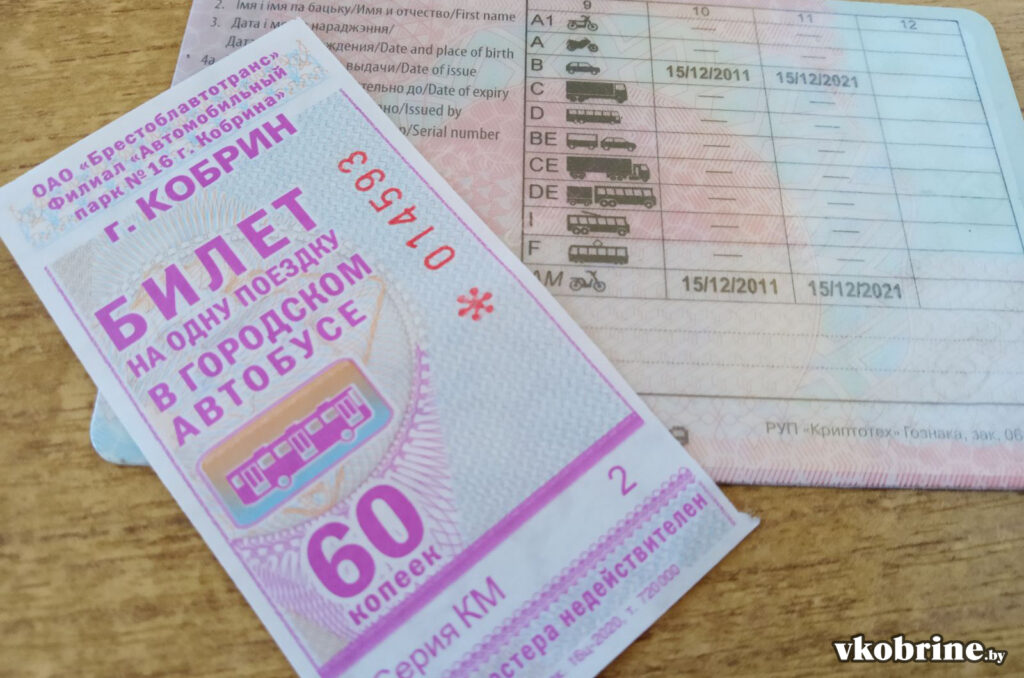 ОАО «Брестоблавтотранс»
Филиал «Автомобильный
парк №16 г. Кобрина»
г. КОБРИН
БИЛЕТ
НА ОДНУ ПОЕЗДКУ
В ГОРОДСКОМ
АВТОБУСЕ
60
копеек
014593
*
Серия КМ 2
недействителен
т. 720000
2. Імя і імя па бацьку/Имя и отчество/First name
3. Дата і нараджэння/
Date and place of birth
4a выдачи/Date of issue
до/Date of expiry
Issued by
Serial number
9 10 11 12
A1 — —
A — —
B 15/12/2011 15/12/2021
C — —
D — —
BE — —
CE — —
DE — —
I — —
F — —
AM 15/12/2011 15/12/2021
РУП «Криптотех» Гознака, зак. 06
vkobrine.by